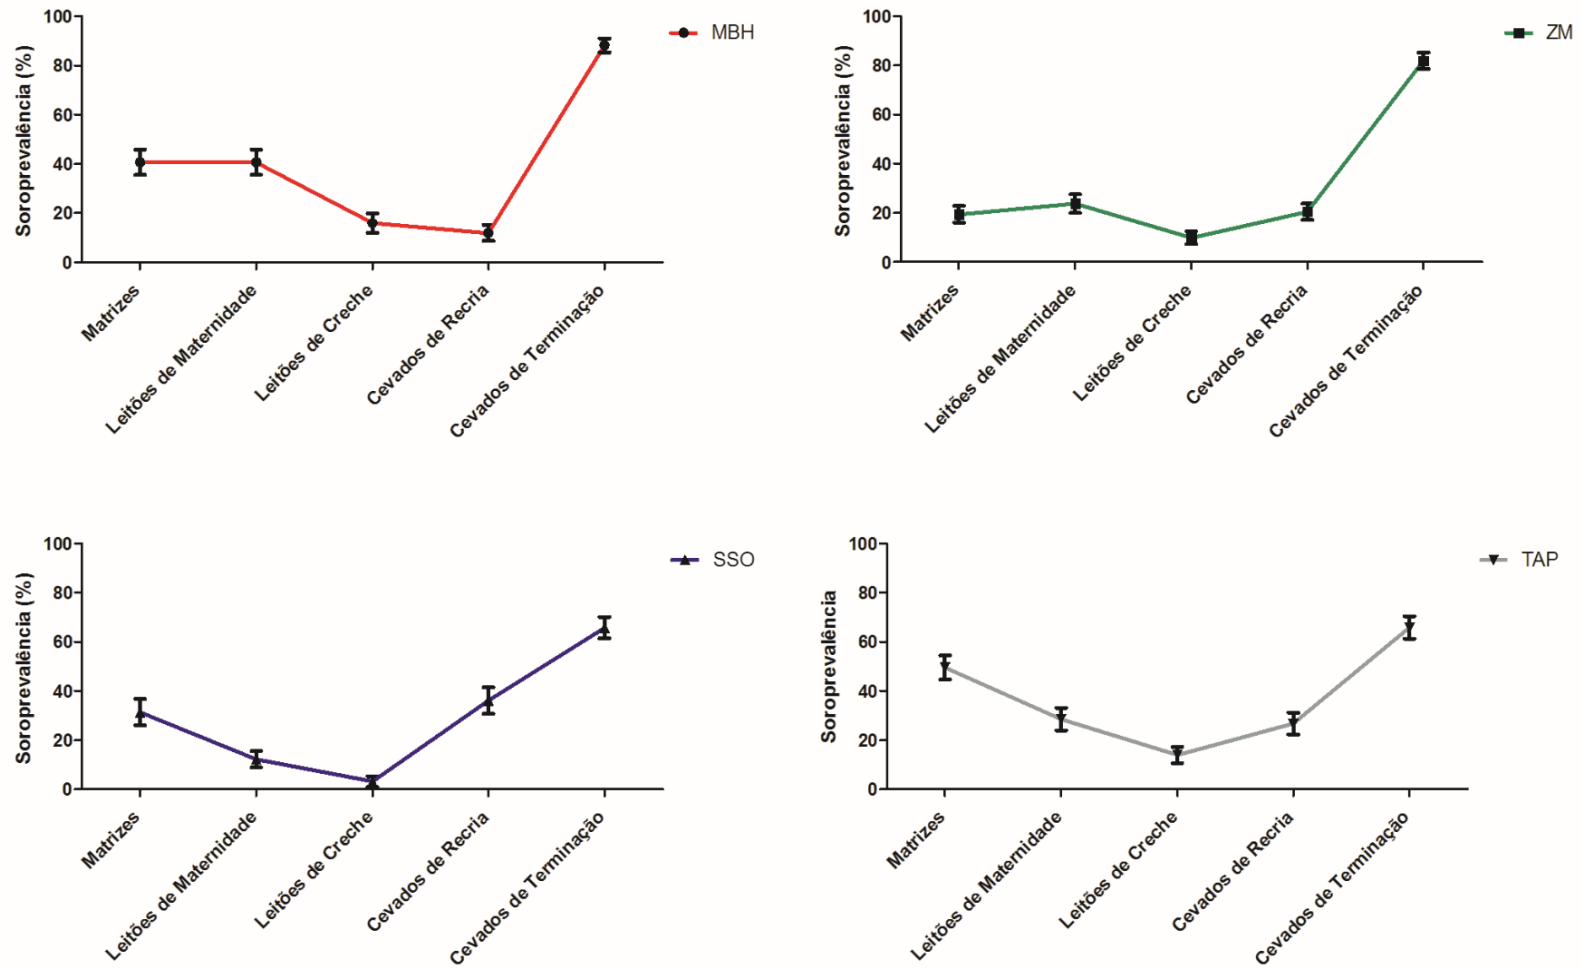 MBH
Soroprevalência (%)
100
80
60
40
20
0
Matrizes
Leitões de Maternidade
Leitões de Creche
Cevados de Recria
Cevados de Terminação
ZM
Soroprevalência (%)
100
80
60
40
20
0
Matrizes
Leitões de Maternidade
Leitões de Creche
Cevados de Recria
Cevados de Terminação
SSO
Soroprevalência (%)
100
80
60
40
20
0
Matrizes
Leitões de Maternidade
Leitões de Creche
Cevados de Recria
Cevados de Terminação
TAP
Soroprevalência
100
80
60
40
20
0
Matrizes
Leitões de Maternidade
Leitões de Creche
Cevados de Recria
Cevados de Terminação